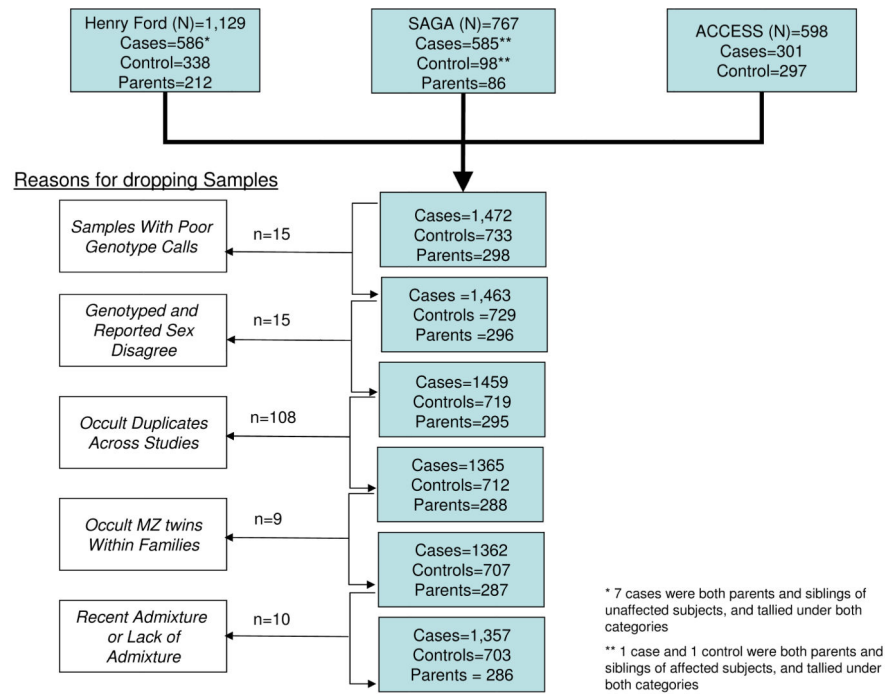 Henry Ford (N)=1,129
Cases=586*
Control=338
Parents=212
SAGA (N)=767
Cases=585**
Control=98**
Parents=86
ACCESS (N)=598
Cases=301
Control=297
Reasons for dropping Samples
Cases=1,472
Controls=733
Parents=298
Samples With Poor
Genotype Calls
n=15
Cases =1,463
Controls =729
Parents =296
Genotyped and
Reported Sex
Disagree
n=15
Cases=1459
Controls=719
Parents=295
Occult Duplicates
Across Studies
n=108
Cases=1365
Controls=712
Parents=288
Occult MZ twins
Within Families
n=9
Cases=1362
Controls=707
Parents=287
Recent Admixture
or Lack of
Admixture
n=10
Cases=1,357
Controls=703
Parents = 286
* 7 cases were both parents and siblings of
unaffected subjects, and tallied under both
categories
** 1 case and 1 control were both parents and
siblings of affected subjects, and tallied under
both categories